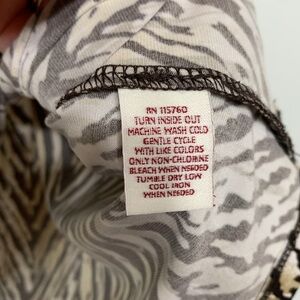 RN 115760
TURN INSIDE OUT
MACHINE WASH COLD
GENTLE CYCLE
WITH LIKE COLORS
ONLY NON-CHLORINE
BLEACH WHEN NEEDED
TUMBLE DRY LOW
COOL IRON
WHEN NEEDED